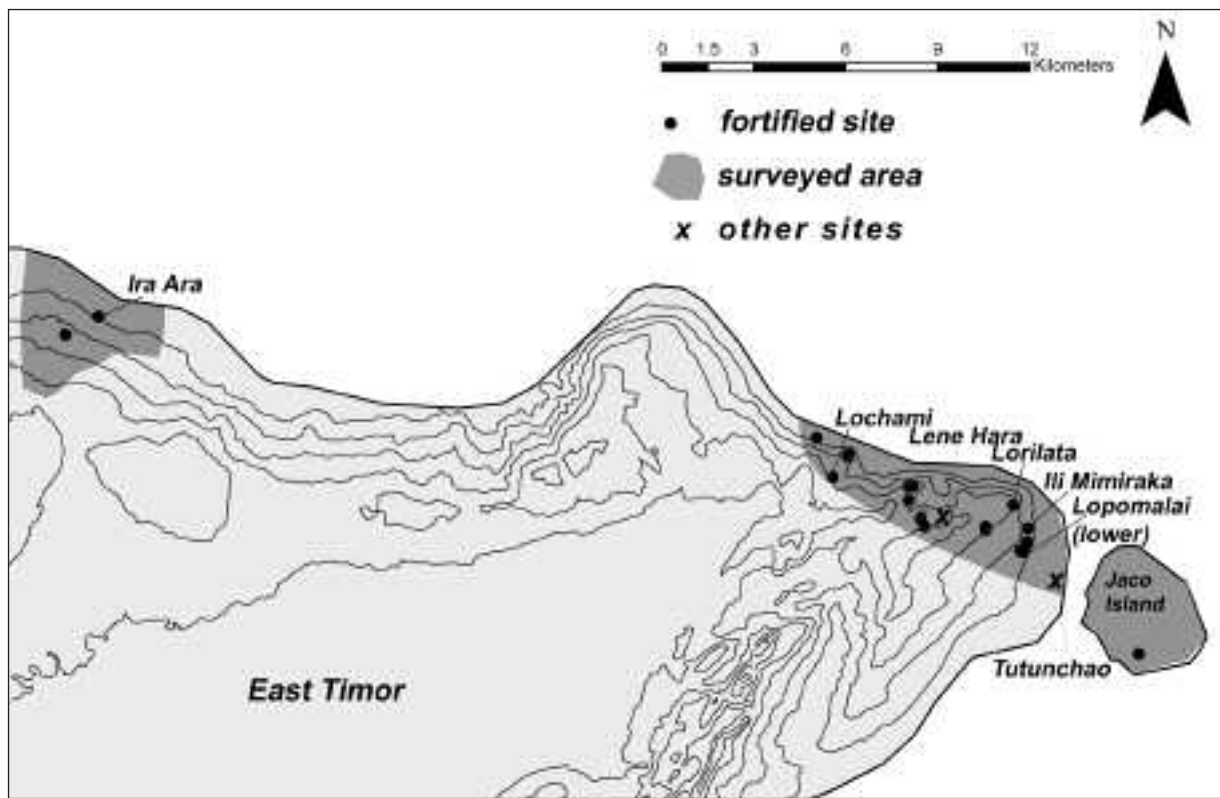 N
0 1.5 3 6 9 12
Kilometers
fortified site
surveyed area
x other sites
Ira Ara
Lochami
Lene Hara
Lorilata
Ili Mimiraka
Lopomalai
(lower)
x
x
Jaco
Island
Tutunchao
East Timor